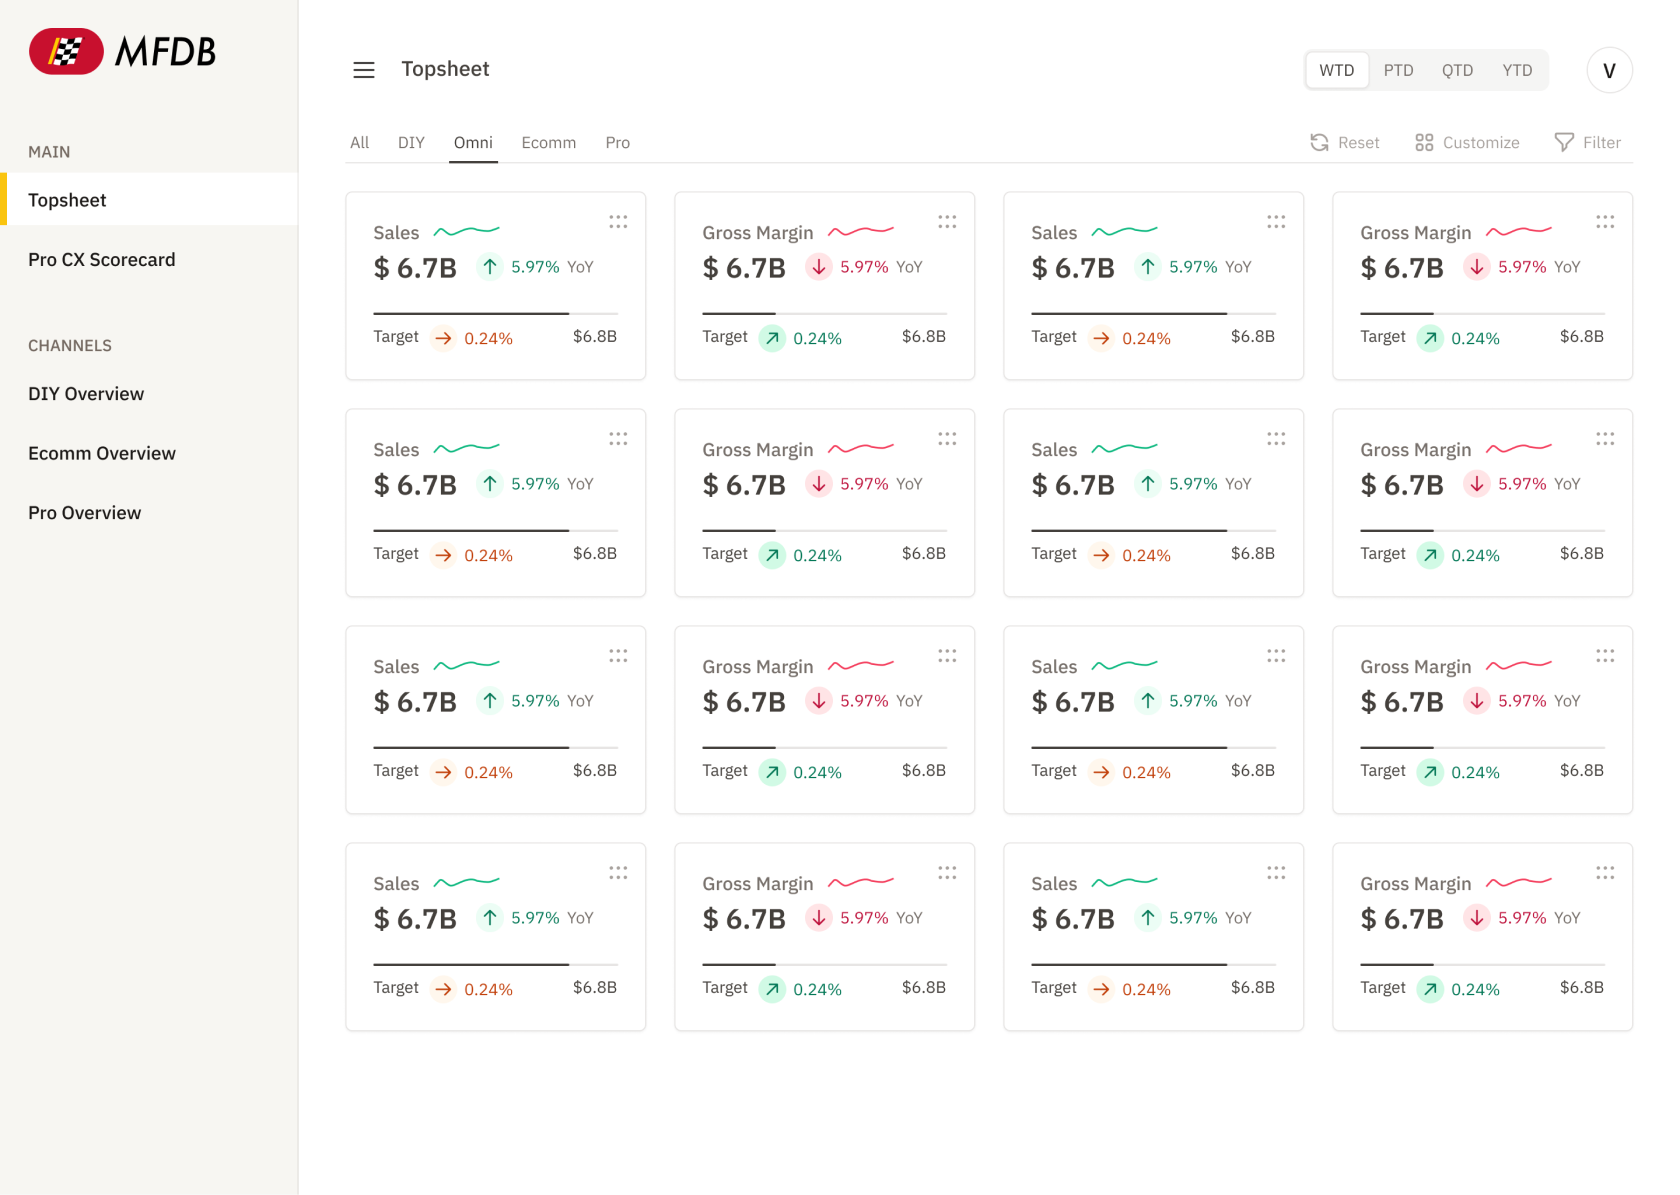 MFDB
MAIN
Topsheet
Pro CX Scorecard
CHANNELS
DIY Overview
Ecomm Overview
Pro Overview
Topsheet
WTD PTD QTD YTD
V
All DIY Omni Ecomm Pro
Reset Customize Filter
Sales
$ 6.7B 5.97% YoY
Target 0.24% $6.8B
Gross Margin
$ 6.7B 5.97% YoY
Target 0.24% $6.8B
Sales
$ 6.7B 5.97% YoY
Target 0.24% $6.8B
Gross Margin
$ 6.7B 5.97% YoY
Target 0.24% $6.8B
Sales
$ 6.7B 5.97% YoY
Target 0.24% $6.8B
Gross Margin
$ 6.7B 5.97% YoY
Target 0.24% $6.8B
Sales
$ 6.7B 5.97% YoY
Target 0.24% $6.8B
Gross Margin
$ 6.7B 5.97% YoY
Target 0.24% $6.8B
Sales
$ 6.7B 5.97% YoY
Target 0.24% $6.8B
Gross Margin
$ 6.7B 5.97% YoY
Target 0.24% $6.8B
Sales
$ 6.7B 5.97% YoY
Target 0.24% $6.8B
Gross Margin
$ 6.7B 5.97% YoY
Target 0.24% $6.8B
Sales
$ 6.7B 5.97% YoY
Target 0.24% $6.8B
Gross Margin
$ 6.7B 5.97% YoY
Target 0.24% $6.8B
Sales
$ 6.7B 5.97% YoY
Target 0.24% $6.8B
Gross Margin
$ 6.7B 5.97% YoY
Target 0.24% $6.8B